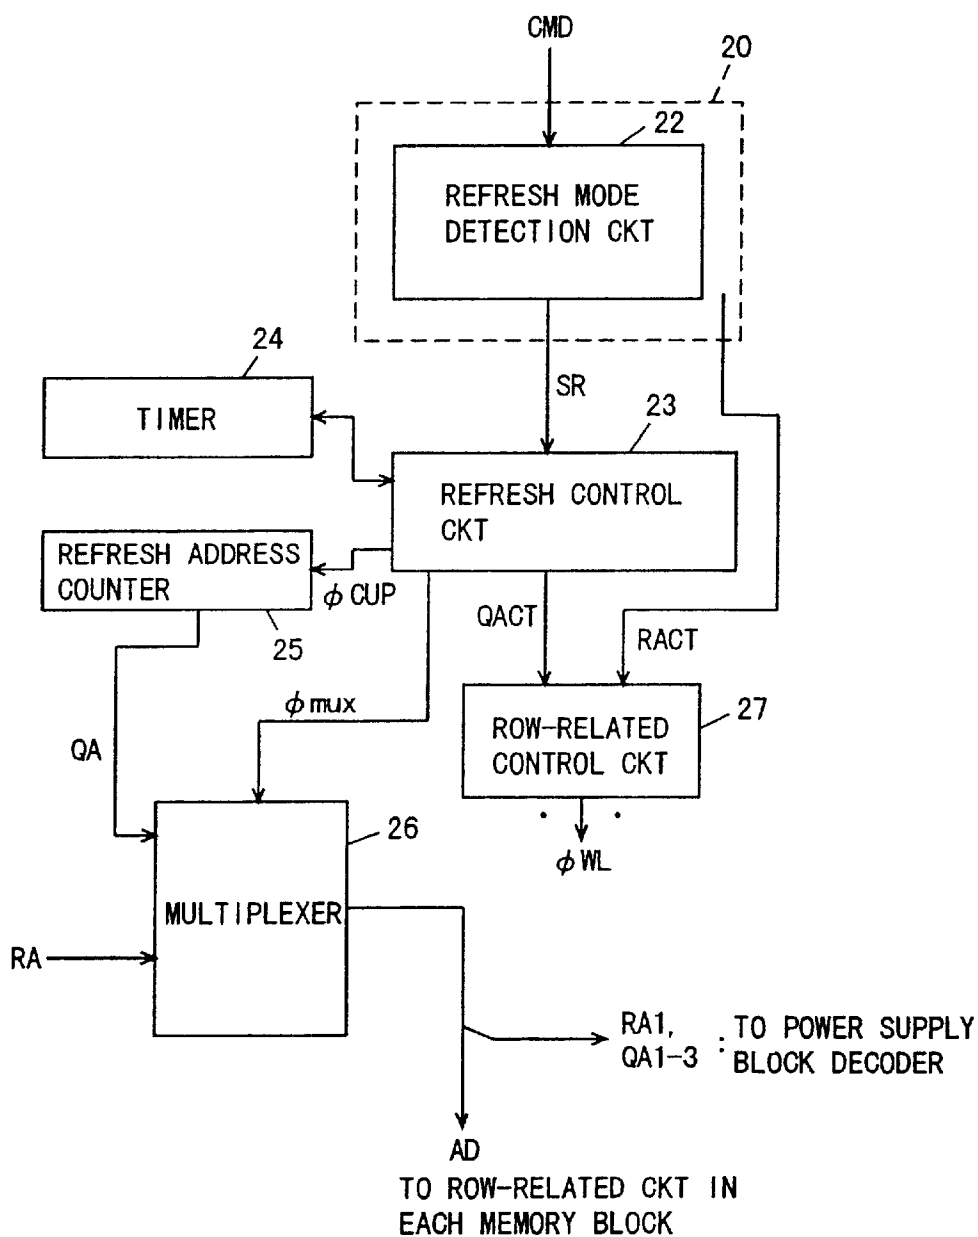 CMD
20
22
REFRESH MODE
DETECTION CKT
24
TIMER
SR
23
REFRESH CONTROL
CKT
REFRESH ADDRESS
COUNTER
φCUP
25
QACT
RACT
φmux
QA
27
ROW-RELATED
CONTROL CKT
26
φWL
MULTIPLEXER
RA
RA1,
QA1-3 : TO POWER SUPPLY
BLOCK DECODER
AD
TO ROW-RELATED CKT IN
EACH MEMORY BLOCK